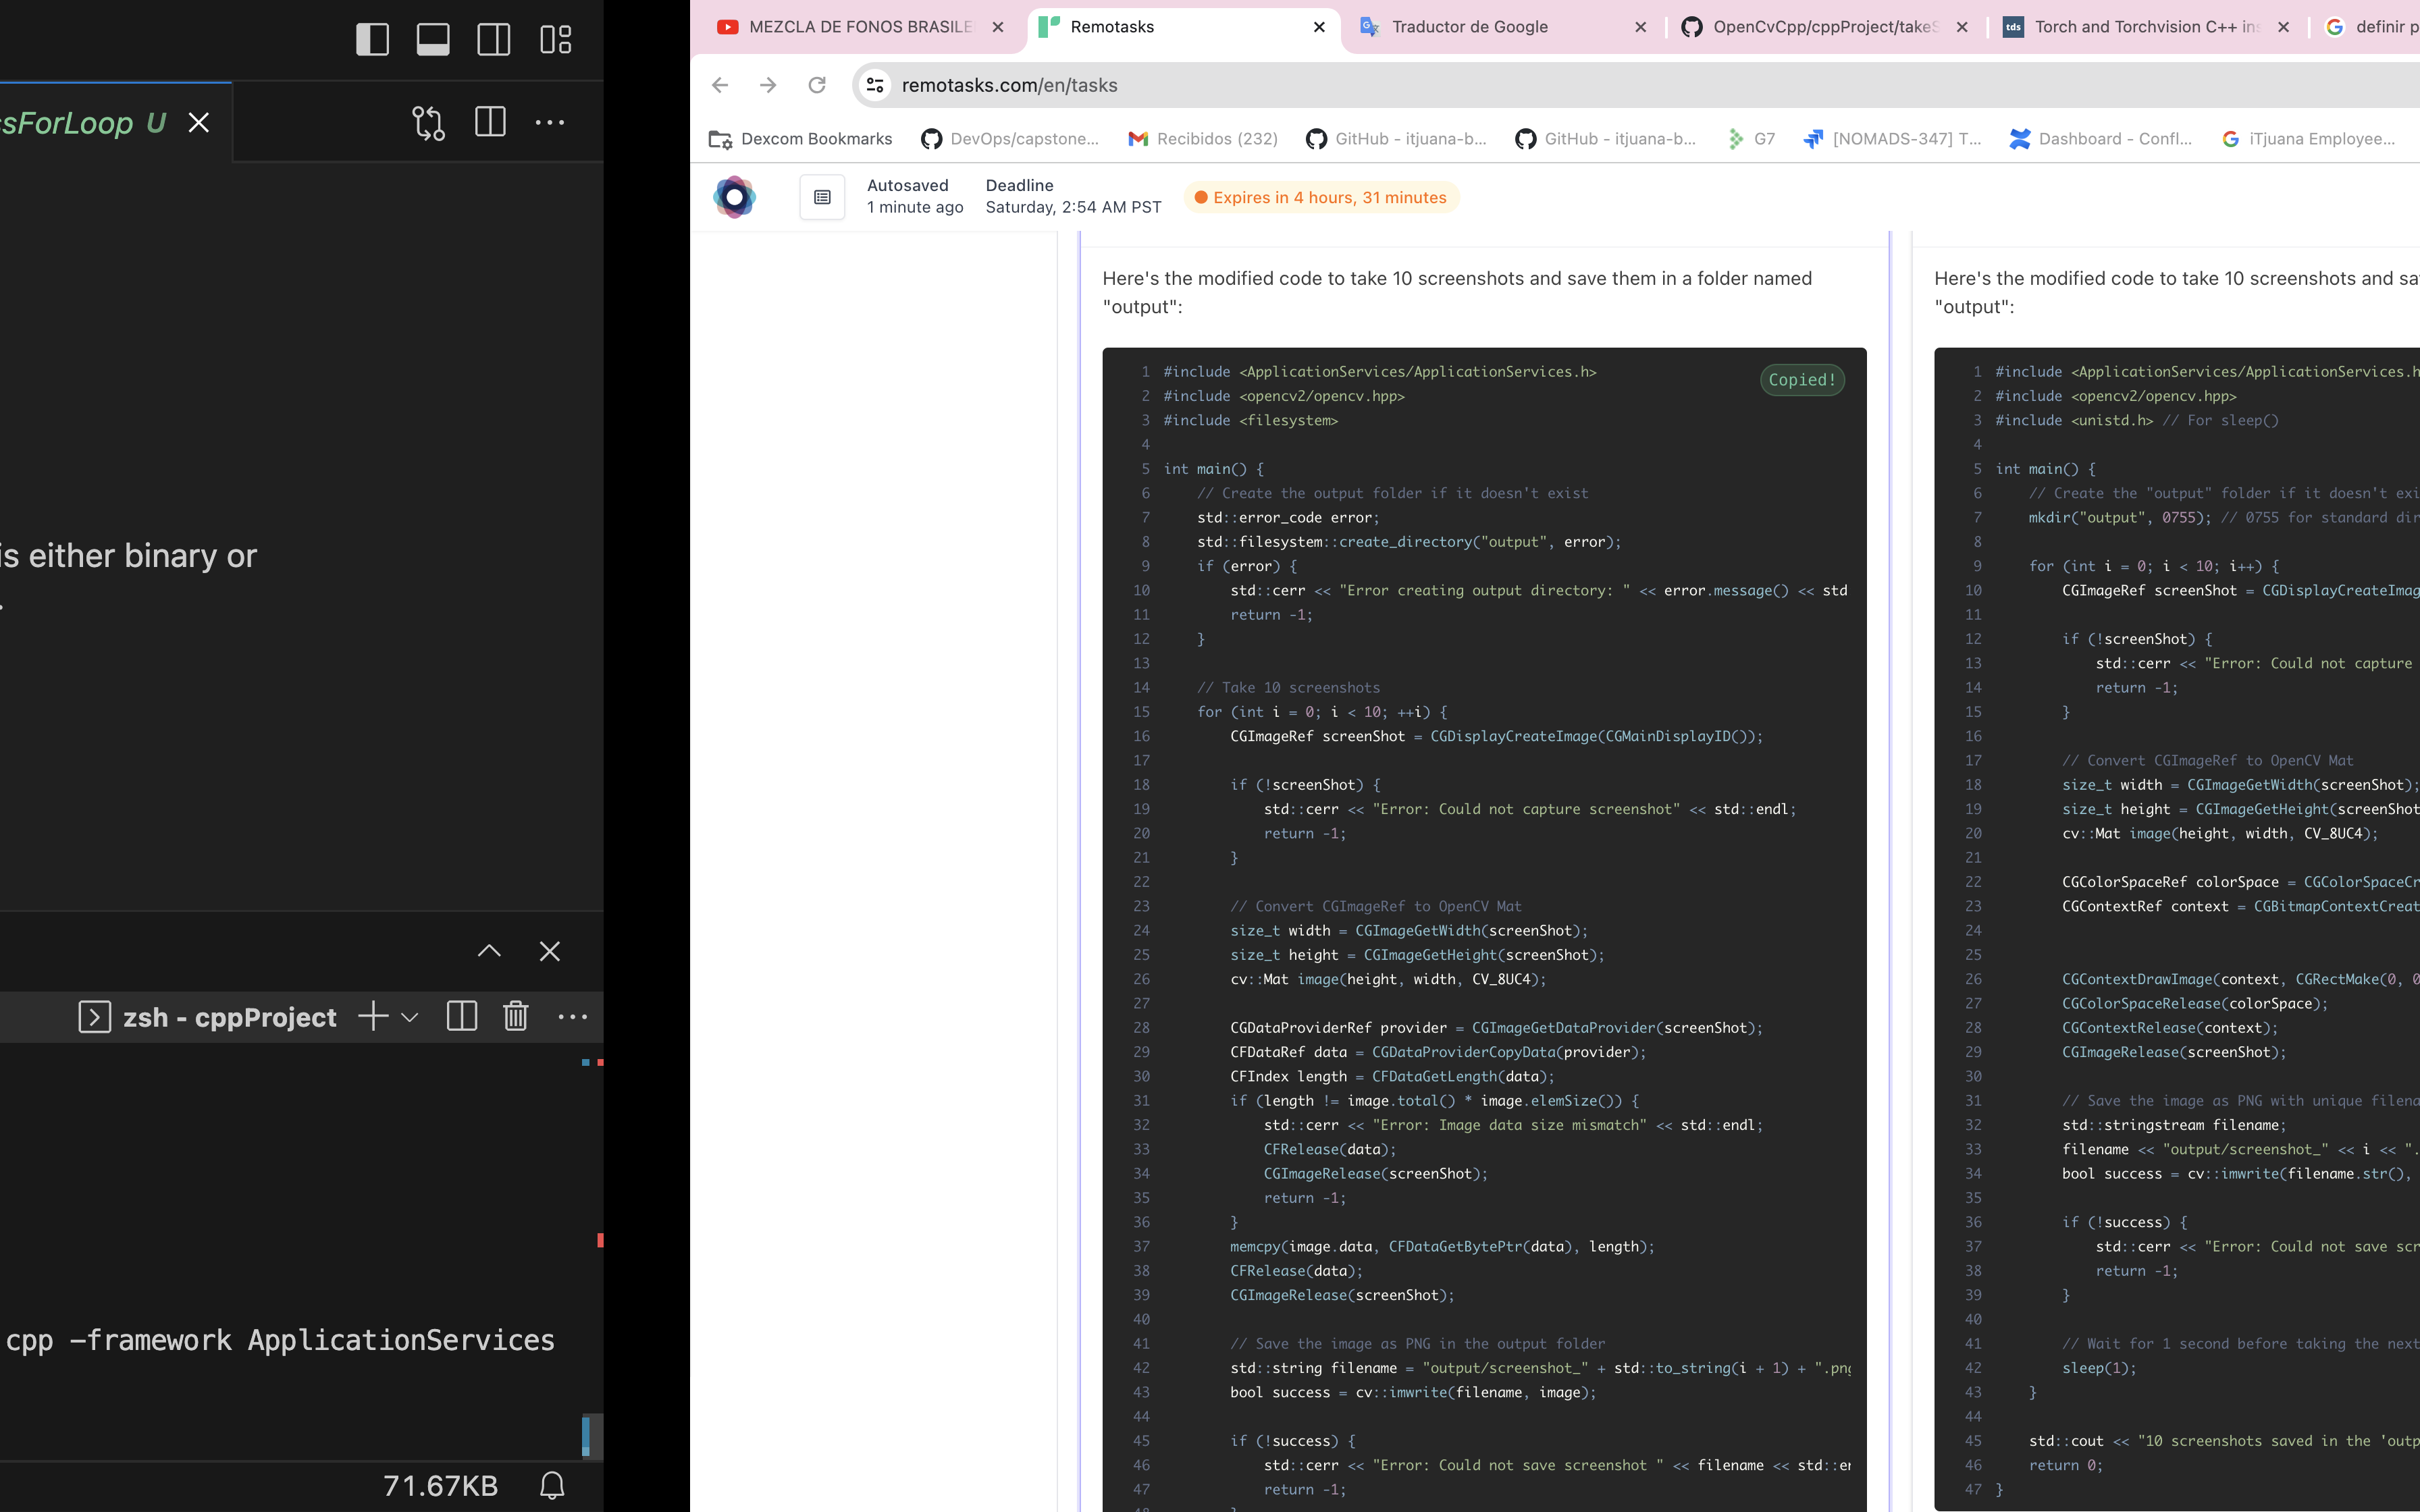 ssForLoop U
is either binary or
.
zsh - cppProject
cpp -framework ApplicationServices
71.67KB
MEZCLA DE FONOS BRASILE
Remotasks
Traductor de Google
OpenCvCpp/cppProject/takeS
tds Torch and Torchvision C++ ins
definir p
remotasks.com/en/tasks
Dexcom Bookmarks
DevOps/capstone...
Recibidos (232)
GitHub - itjuana-b...
GitHub - itjuana-b...
G7
[NOMADS-347] T...
Dashboard - Confl...
iTjuana Employee...
Autosaved
1 minute ago
Deadline
Saturday, 2:54 AM PST
Expires in 4 hours, 31 minutes
Here's the modified code to take 10 screenshots and save them in a folder named
"output":
Copied!
1 #include <ApplicationServices/ApplicationServices.h>
2 #include <opencv2/opencv.hpp>
3 #include <filesystem>
4
5 int main() {
6 // Create the output folder if it doesn't exist
7 std::error_code error;
8 std::filesystem::create_directory("output", error);
9 if (error) {
10 std::cerr << "Error creating output directory: " << error.message() << std
11 return -1;
12 }
13
14 // Take 10 screenshots
15 for (int i = 0; i < 10; ++i) {
16 CGImageRef screenShot = CGDisplayCreateImage(CGMainDisplayID());
17
18 if (!screenShot) {
19 std::cerr << "Error: Could not capture screenshot" << std::endl;
20 return -1;
21 }
22
23 // Convert CGImageRef to OpenCV Mat
24 size_t width = CGImageGetWidth(screenShot);
25 size_t height = CGImageGetHeight(screenShot);
26 cv::Mat image(height, width, CV_8UC4);
27
28 CGDataProviderRef provider = CGImageGetDataProvider(screenShot);
29 CFDataRef data = CGDataProviderCopyData(provider);
30 CFIndex length = CFDataGetLength(data);
31 if (length != image.total() * image.elemSize()) {
32 std::cerr << "Error: Image data size mismatch" << std::endl;
33 CFRelease(data);
34 CGImageRelease(screenShot);
35 return -1;
36 }
37 memcpy(image.data, CFDataGetBytePtr(data), length);
38 CFRelease(data);
39 CGImageRelease(screenShot);
40
41 // Save the image as PNG in the output folder
42 std::string filename = "output/screenshot_" + std::to_string(i + 1) + ".png
43 bool success = cv::imwrite(filename, image);
44
45 if (!success) {
46 std::cerr << "Error: Could not save screenshot " << filename << std::en
47 return -1;
Here's the modified code to take 10 screenshots and sa
"output":
1 #include <ApplicationServices/ApplicationServices.h
2 #include <opencv2/opencv.hpp>
3 #include <unistd.h> // For sleep()
4
5 int main() {
6 // Create the "output" folder if it doesn't exi
7 mkdir("output", 0755); // 0755 for standard dir
8
9 for (int i = 0; i < 10; i++) {
10 CGImageRef screenShot = CGDisplayCreateImag
11
12 if (!screenShot) {
13 std::cerr << "Error: Could not capture
14 return -1;
15 }
16
17 // Convert CGImageRef to OpenCV Mat
18 size_t width = CGImageGetWidth(screenShot);
19 size_t height = CGImageGetHeight(screenShot
20 cv::Mat image(height, width, CV_8UC4);
21
22 CGColorSpaceRef colorSpace = CGColorSpaceCr
23 CGContextRef context = CGBitmapContextCreat
24
25
26 CGContextDrawImage(context, CGRectMake(0, 0
27 CGColorSpaceRelease(colorSpace);
28 CGContextRelease(context);
29 CGImageRelease(screenShot);
30
31 // Save the image as PNG with unique filena
32 std::stringstream filename;
33 filename << "output/screenshot_" << i << ".
34 bool success = cv::imwrite(filename.str(),
35
36 if (!success) {
37 std::cerr << "Error: Could not save scr
38 return -1;
39 }
40
41 // Wait for 1 second before taking the next
42 sleep(1);
43 }
44
45 std::cout << "10 screenshots saved in the 'outp
46 return 0;
47 }